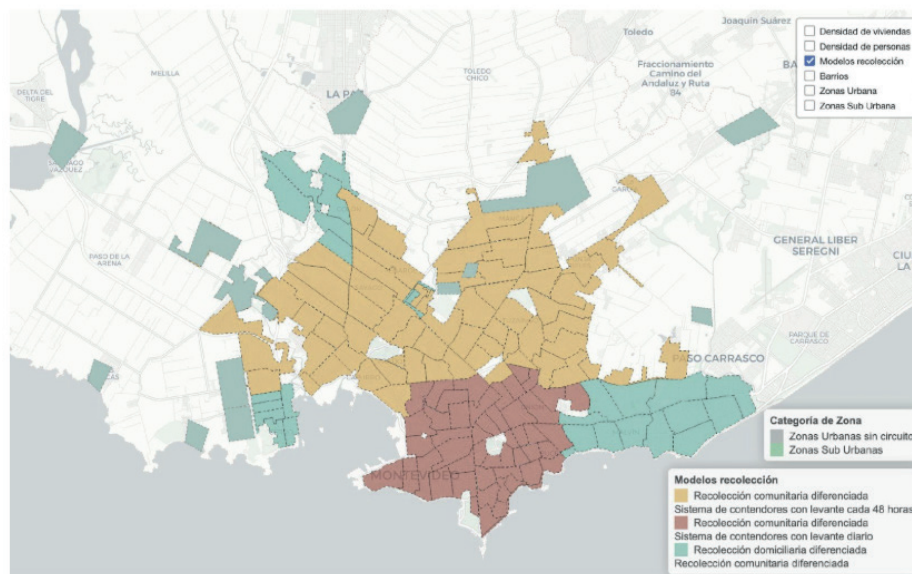 Joaquín Suárez
Toledo
MELILLA
TOLEDO CHICO
Fraccionamiento
Camino del
Andaluz y Ruta
84
DELTA DEL
TIGRE
LA PA
Densidad de viviendas
Densidad de personas
Modelos recolección
Barrios
Zonas Urbana
Zonas Sub Urbana
PASO DE LA
ARENA
GENERAL LIBER
SEREGNI
CIU
LA
PARQUE DE
CARRASCO
PASO CARRASCO
MONTEVIDEO
Categoría de Zona
Zonas Urbanas sin circuito
Zonas Sub Urbanas
Modelos recolección
Recolección comunitaria diferenciada
Sistema de contendores con levante cada 48 horas
Recolección comunitaria diferenciada
Sistema de contendores con levante diario
Recolección domiciliaria diferenciada
Recolección comunitaria diferenciada